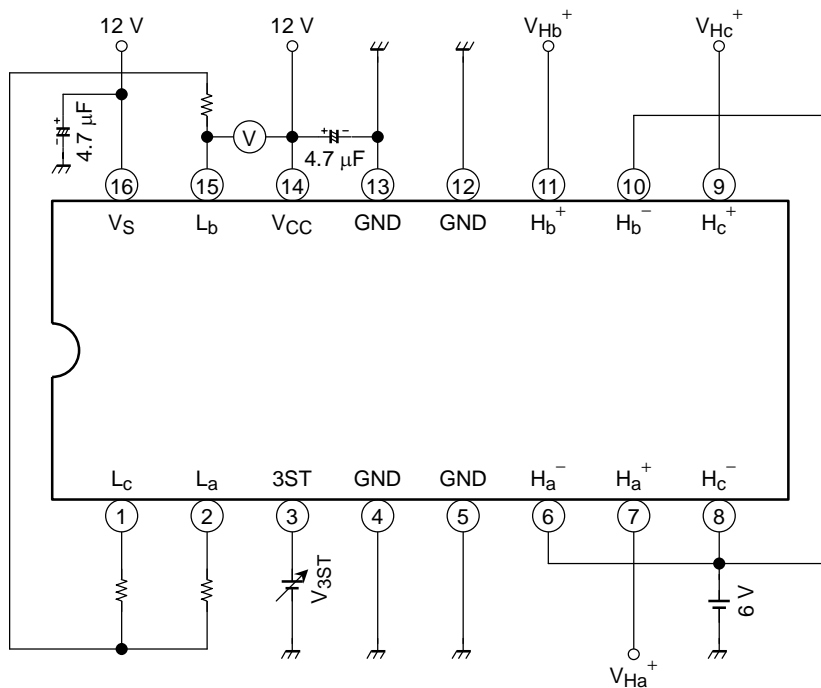 12 V 12 V V_Hb⁺ V_Hc⁺
+ - 4.7 μF
V
+ - 4.7 μF
16 15 14 13 12 11 10 9
V_S L_b V_CC GND GND H_b⁺ H_b⁻ H_c⁺
L_c L_a 3ST GND GND H_a⁻ H_a⁺ H_c⁻
1 2 3 4 5 6 7 8
V_3ST
6 V
V_Ha⁺